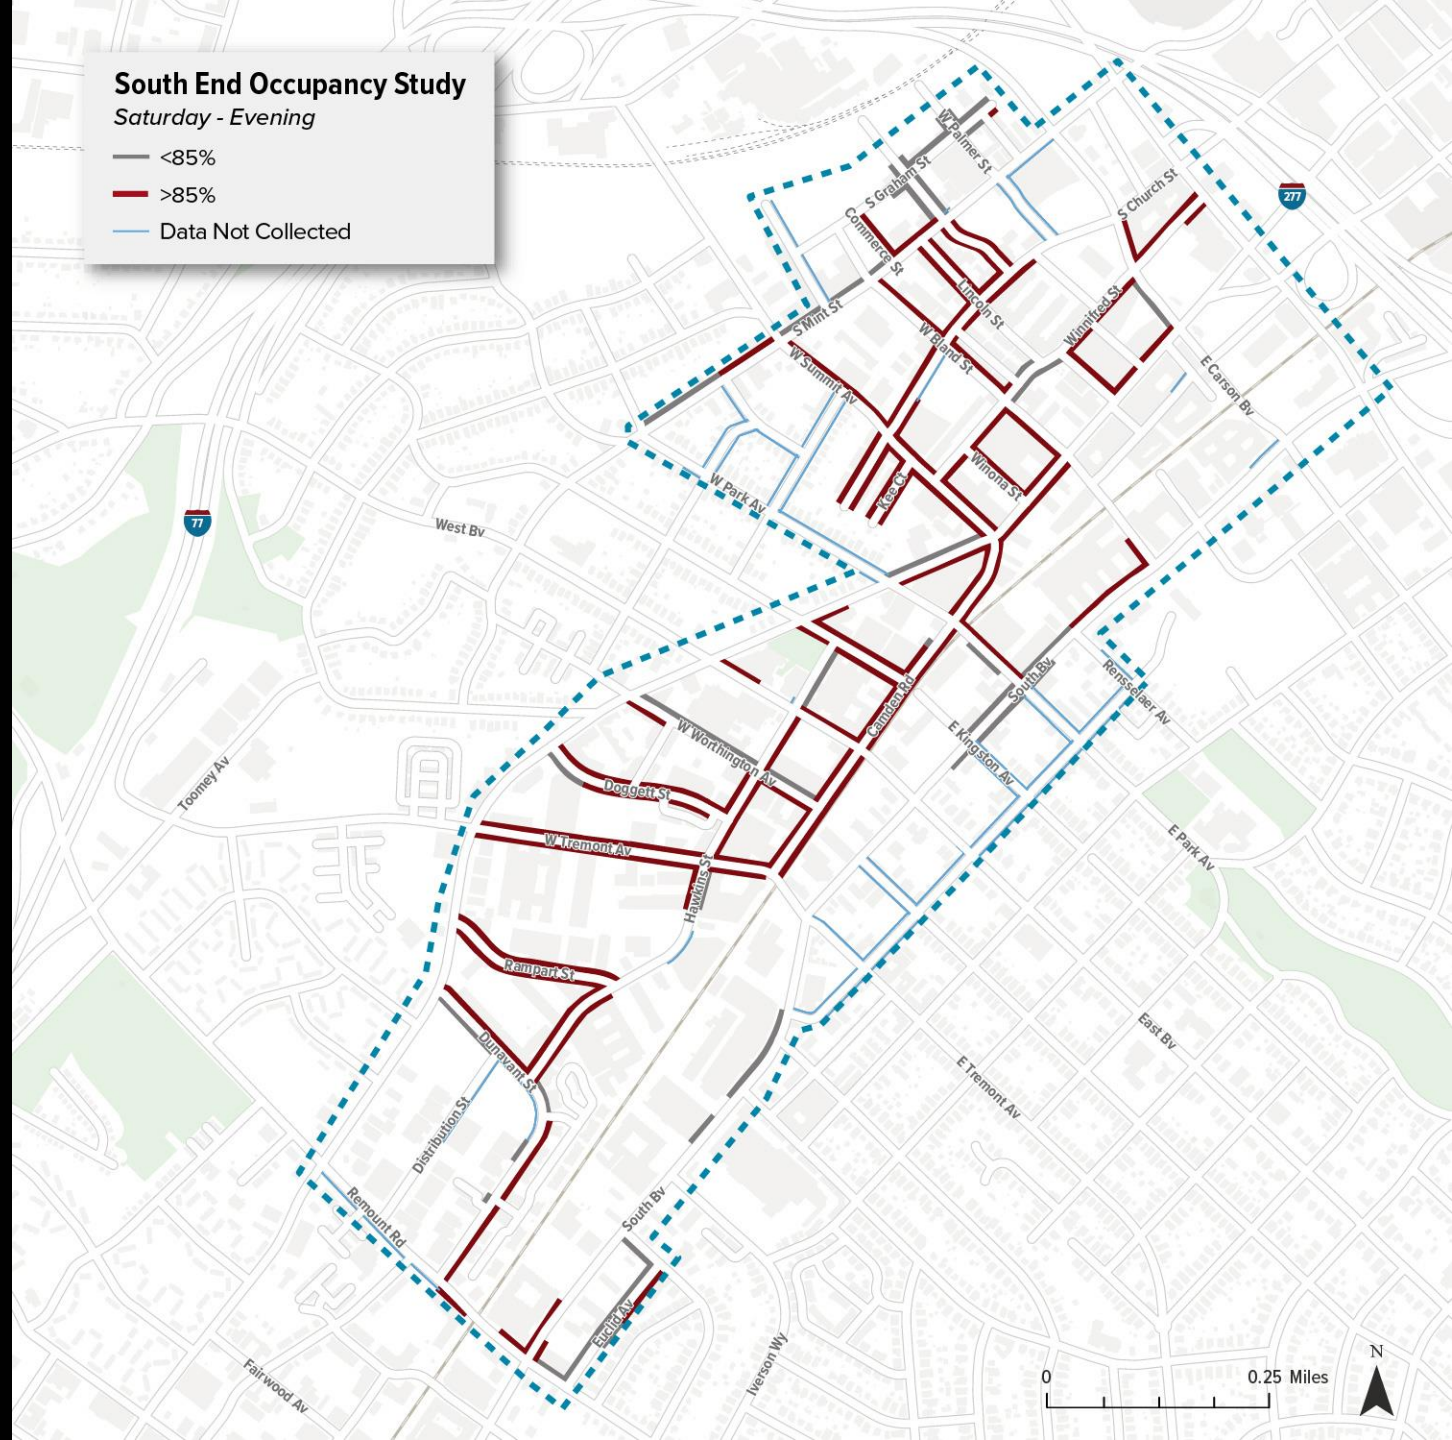 South End Occupancy Study
Saturday - Evening
<85%
>85%
Data Not Collected
W Palmer St
S Graham St
S Church St
277
Commerce St
Lincoln St
Winnifred St
S Mint St
W Bland St
W Summit Av
E Carson Bv
Winona St
Kee Ct
W Park Av
77
West Bv
South Bv
Rensselaer Av
Camden Rd
W Worthington Av
E Kingston Av
Toomey Av
Doggett St
W Tremont Av
E Park Av
Hawkins St
Rampart St
East Bv
Dunavant St
E Tremont Av
Distribution St
Remount Rd
South Bv
Euclid Av
Iverson Wy
Fairwood Av
N
0
0.25 Miles